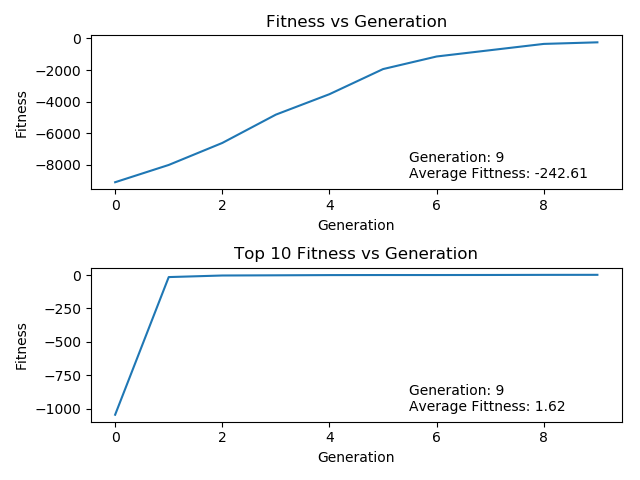 Fitness vs Generation
0
−2000
−4000
−6000
−8000
Fitness
Generation: 9
Average Fittness: -242.61
0 2 4 6 8
Generation
Top 10 Fitness vs Generation
0
−250
−500
−750
−1000
Fitness
Generation: 9
Average Fittness: 1.62
0 2 4 6 8
Generation